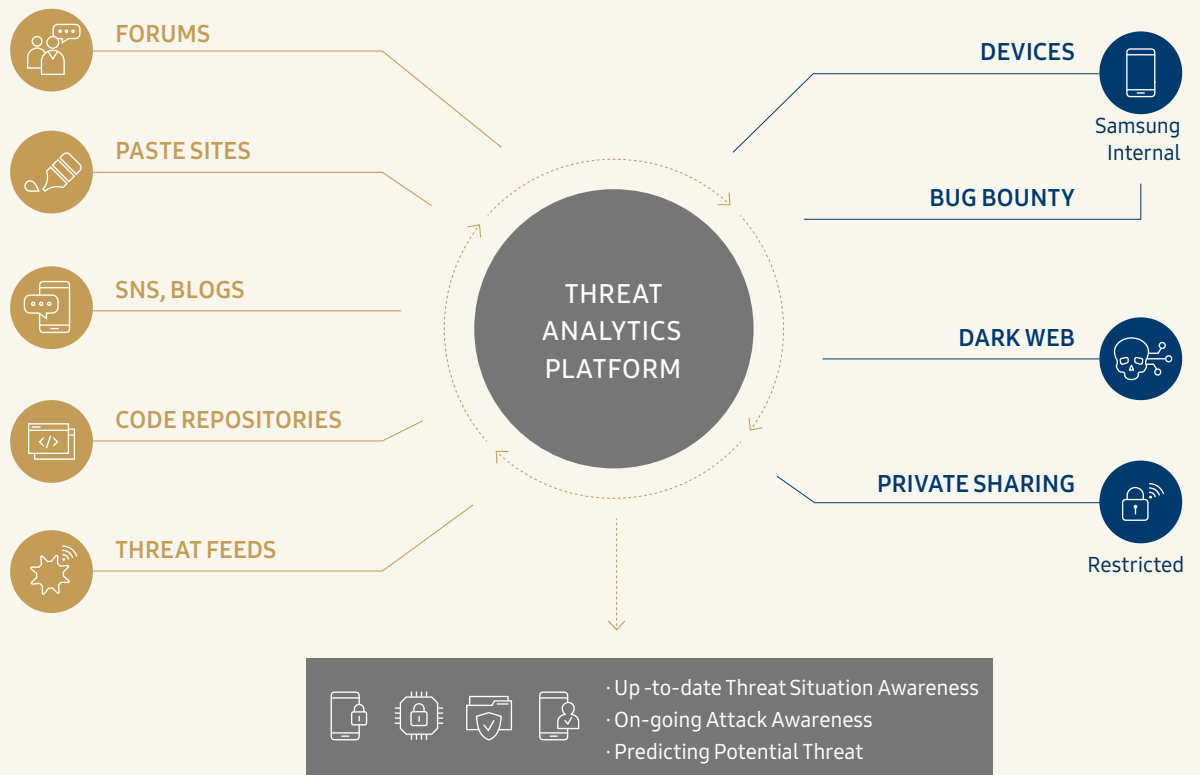 FORUMS
PASTE SITES
SNS, BLOGS
CODE REPOSITORIES
THREAT FEEDS
THREAT
ANALYTICS
PLATFORM
DEVICES
Samsung
Internal
BUG BOUNTY
DARK WEB
PRIVATE SHARING
Restricted
· Up -to-date Threat Situation Awareness
· On-going Attack Awareness
· Predicting Potential Threat